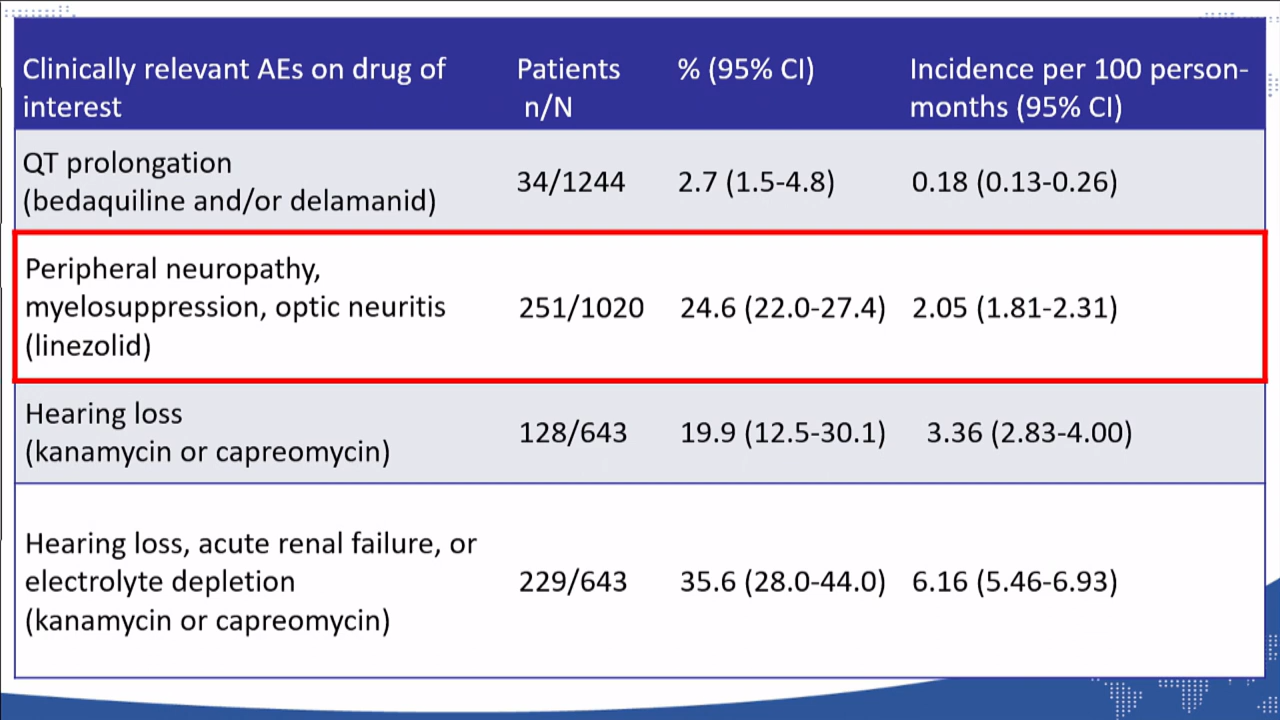 Clinically relevant AEs on drug of interest
Patients n/N
% (95% CI)
Incidence per 100 person-months (95% CI)
QT prolongation
(bedaquiline and/or delamanid)
34/1244
2.7 (1.5-4.8)
0.18 (0.13-0.26)
Peripheral neuropathy,
myelosuppression, optic neuritis
(linezolid)
251/1020
24.6 (22.0-27.4)
2.05 (1.81-2.31)
Hearing loss
(kanamycin or capreomycin)
128/643
19.9 (12.5-30.1)
3.36 (2.83-4.00)
Hearing loss, acute renal failure, or
electrolyte depletion
(kanamycin or capreomycin)
229/643
35.6 (28.0-44.0)
6.16 (5.46-6.93)